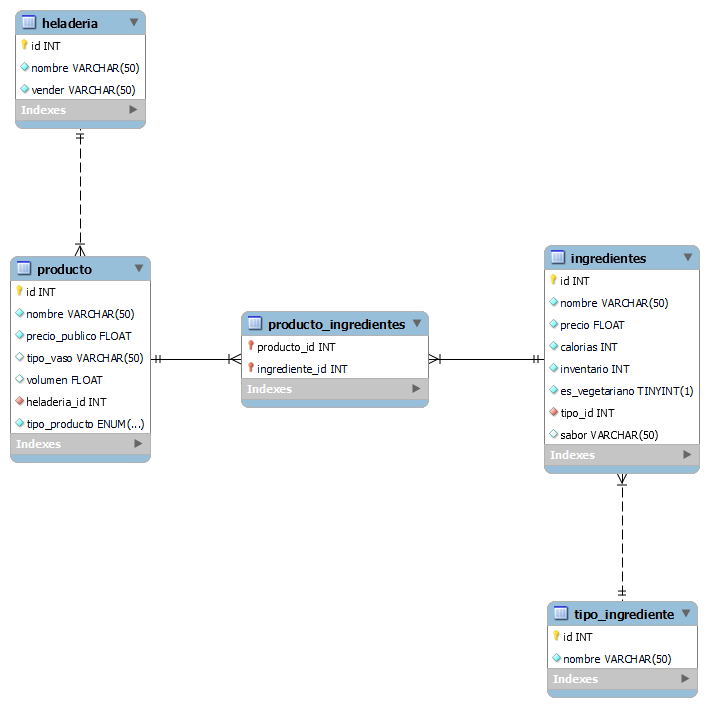 heladeria
id INT
nombre VARCHAR(50)
vender VARCHAR(50)
Indexes
producto
id INT
nombre VARCHAR(50)
precio_publico FLOAT
tipo_vaso VARCHAR(50)
volumen FLOAT
heladeria_id INT
tipo_producto ENUM(...)
Indexes
producto_ingredientes
producto_id INT
ingrediente_id INT
Indexes
ingredientes
id INT
nombre VARCHAR(50)
precio FLOAT
calorias INT
inventario INT
es_vegetariano TINYINT(1)
tipo_id INT
sabor VARCHAR(50)
Indexes
tipo_ingrediente
id INT
nombre VARCHAR(50)
Indexes